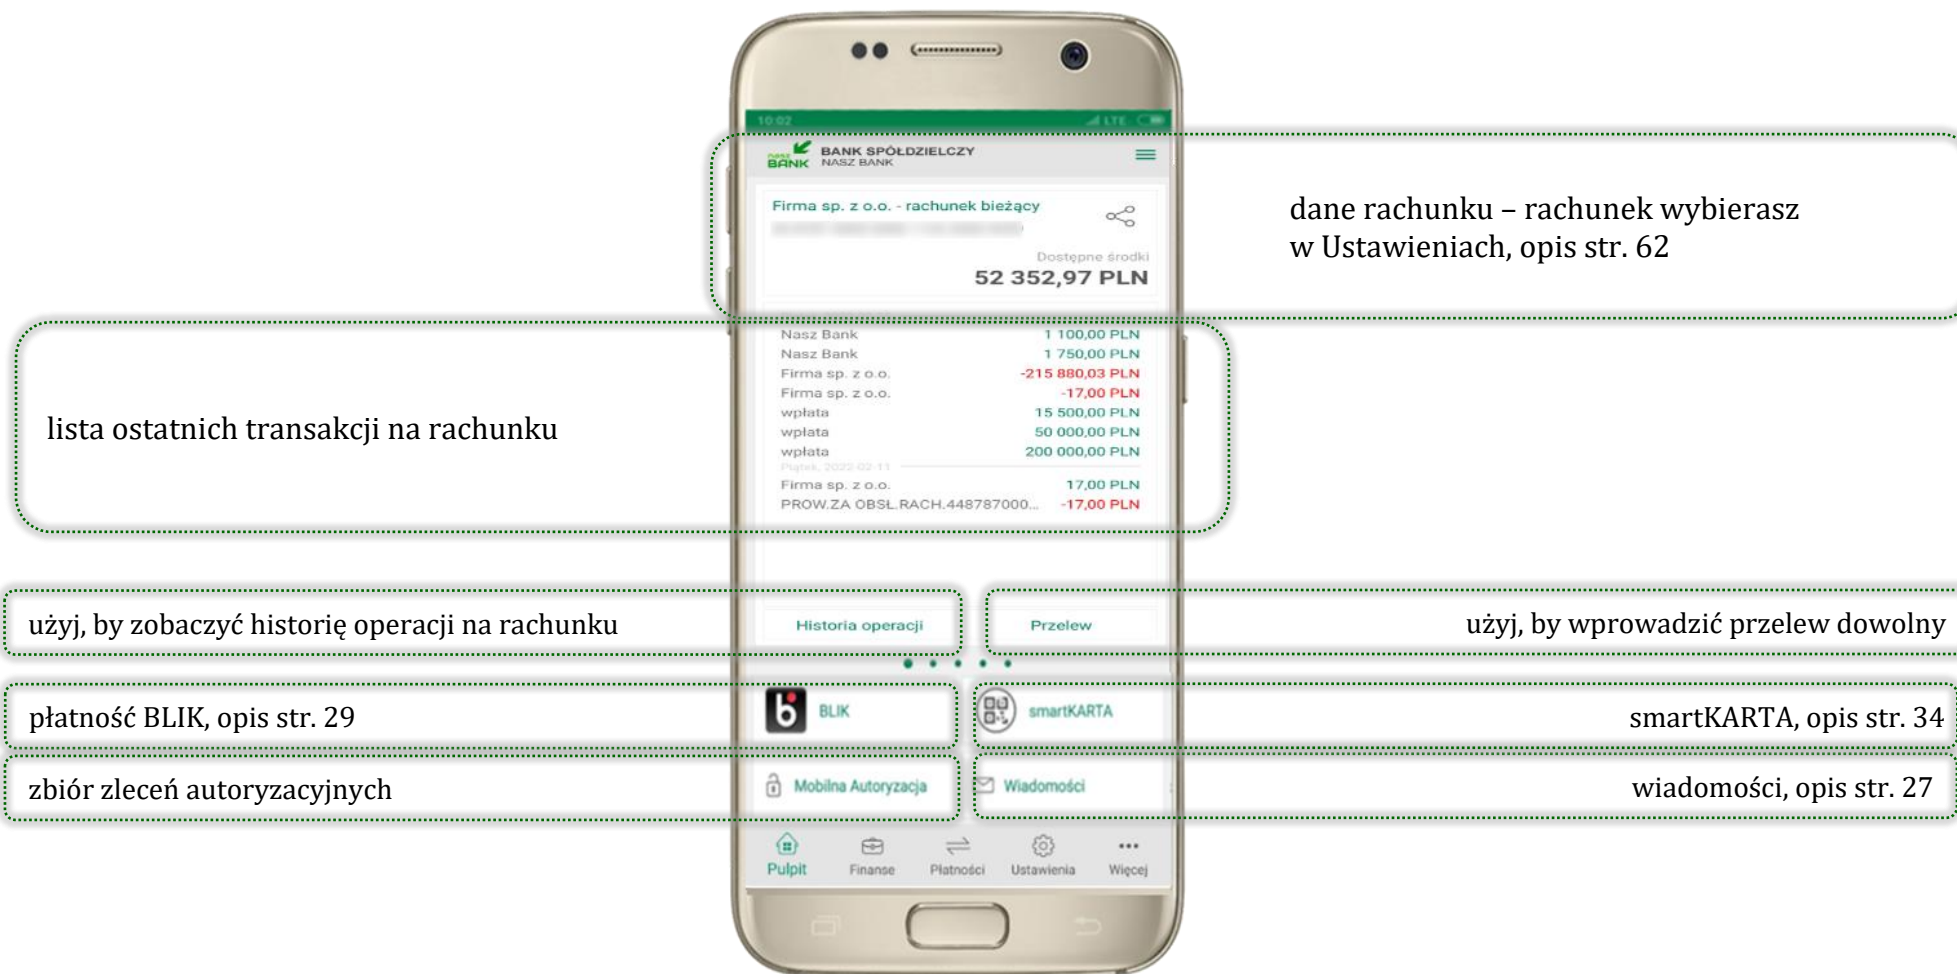 10:02
LTE
nasz
BANK
BANK SPÓŁDZIELCZY
NASZ BANK
Firma sp. z o.o. - rachunek bieżący
Dostępne środki
52 352,97 PLN
dane rachunku – rachunek wybierasz
w Ustawieniach, opis str. 62
lista ostatnich transakcji na rachunku
Nasz Bank 1 100,00 PLN
Nasz Bank 1 750,00 PLN
Firma sp. z o.o. -215 880,03 PLN
Firma sp. z o.o. -17,00 PLN
wpłata 15 500,00 PLN
wpłata 50 000,00 PLN
wpłata 200 000,00 PLN
Piątek, 2022-02-11
Firma sp. z o.o. 17,00 PLN
PROW.ZA OBSŁ.RACH.448787000... -17,00 PLN
użyj, by zobaczyć historię operacji na rachunku
Historia operacji
Przelew
użyj, by wprowadzić przelew dowolny
płatność BLIK, opis str. 29
BLIK
smartKARTA
smartKARTA, opis str. 34
zbiór zleceń autoryzacyjnych
Mobilna Autoryzacja
Wiadomości
wiadomości, opis str. 27
Pulpit
Finanse
Płatności
Ustawienia
Więcej